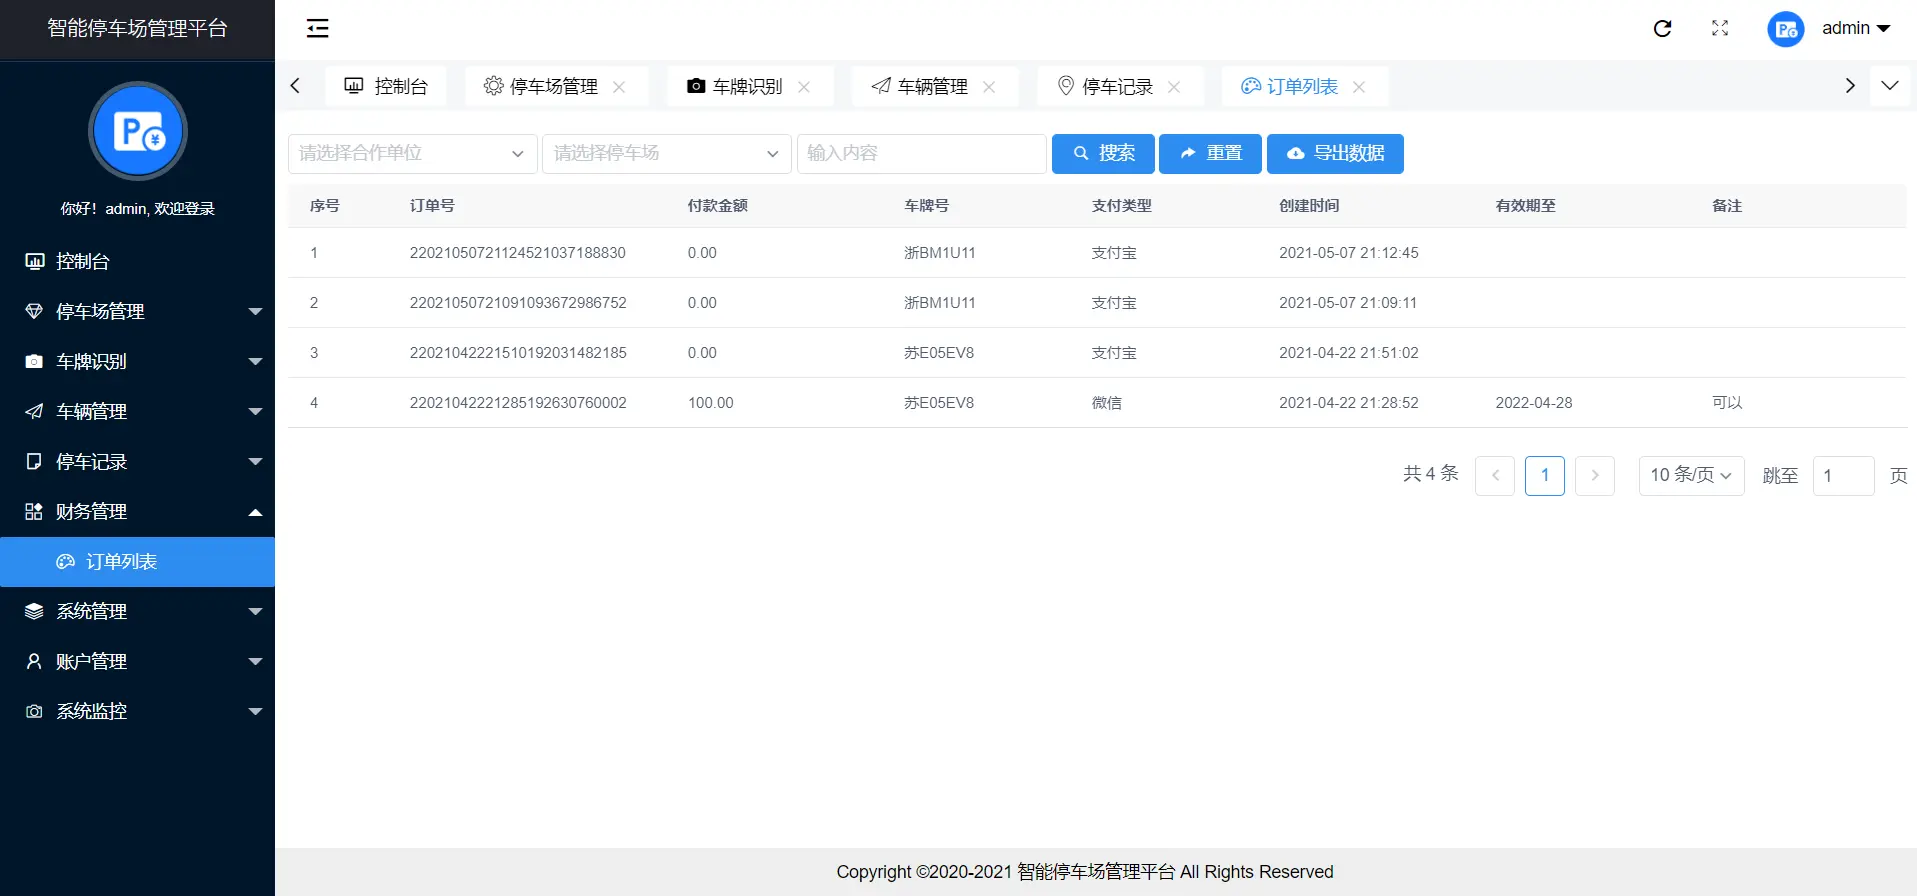 智能停车场管理平台
admin
你好！admin, 欢迎登录
控制台
停车场管理
车牌识别
车辆管理
停车记录
财务管理
订单列表
系统管理
账户管理
系统监控
控制台 停车场管理 车牌识别 车辆管理 停车记录 订单列表
请选择合作单位 请选择停车场 输入内容 搜索 重置 导出数据
序号 订单号 付款金额 车牌号 支付类型 创建时间 有效期至 备注
1 22021050721124521037188830 0.00 浙BM1U11 支付宝 2021-05-07 21:12:45
2 22021050721091093672986752 0.00 浙BM1U11 支付宝 2021-05-07 21:09:11
3 22021042221510192031482185 0.00 苏E05EV8 支付宝 2021-04-22 21:51:02
4 22021042221285192630760002 100.00 苏E05EV8 微信 2021-04-22 21:28:52 2022-04-28 可以
共 4 条 1 10 条/页 跳至 1 页
Copyright ©2020-2021 智能停车场管理平台 All Rights Reserved